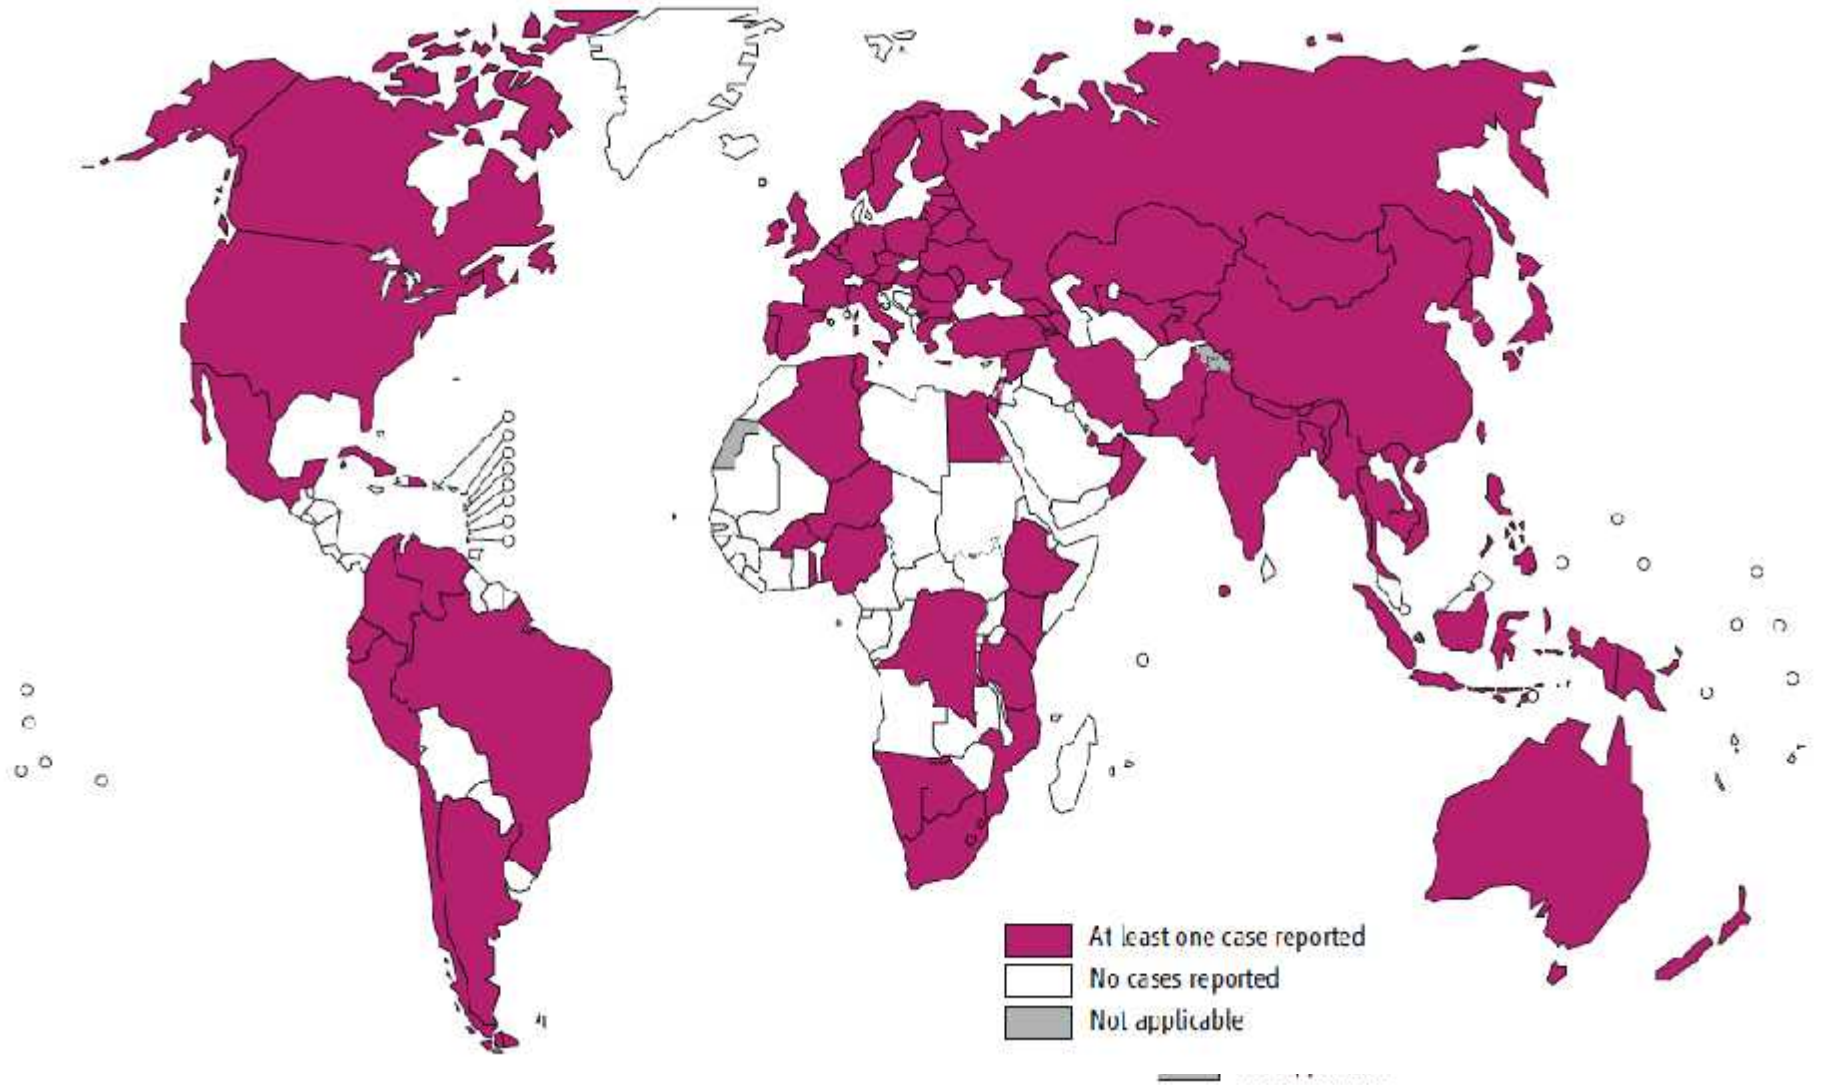 At least one case reported
No cases reported
Not applicable